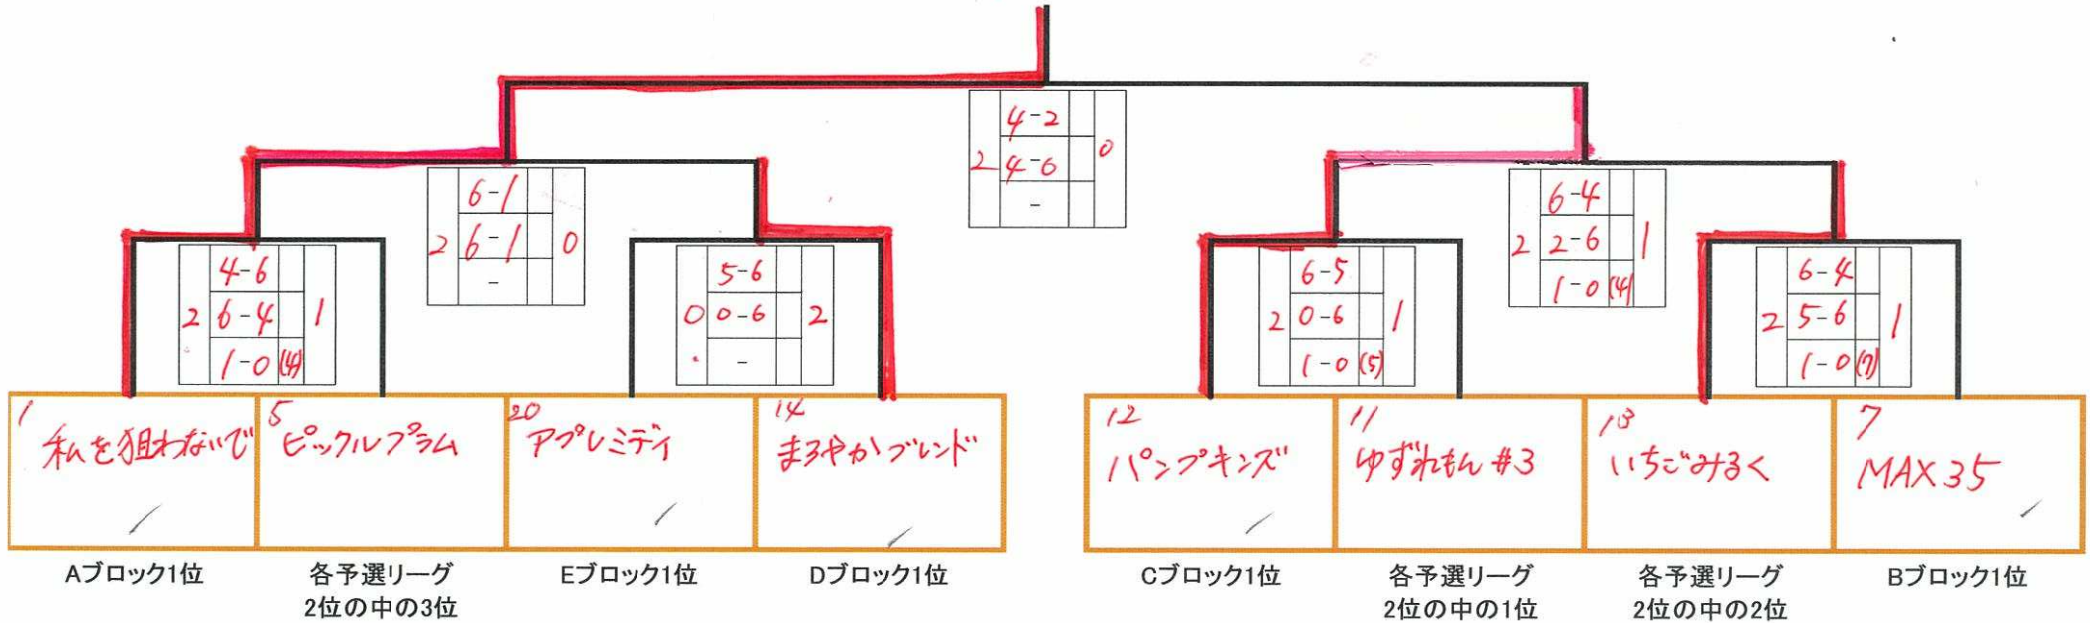 4-2
2 4-6 0
-
6-1
2 6-1 0
-
6-4
2 2-6 1
1-0 (4)
4-6
2 6-4 1
1-0 (4)
5-6
0 0-6 2
-
6-5
2 0-6 1
1-0 (5)
6-4
2 5-6 1
1-0 (7)
1 私を狙わないで
5 ピックルプラム
20 アプレミディ
14 まろやかブレンド
12 パンプキンズ
11 ゆずれもん #3
13 いちごみるく
7 MAX 35
Aブロック1位
各予選リーグ
2位の中の3位
Eブロック1位
Dブロック1位
Cブロック1位
各予選リーグ
2位の中の1位
各予選リーグ
2位の中の2位
Bブロック1位